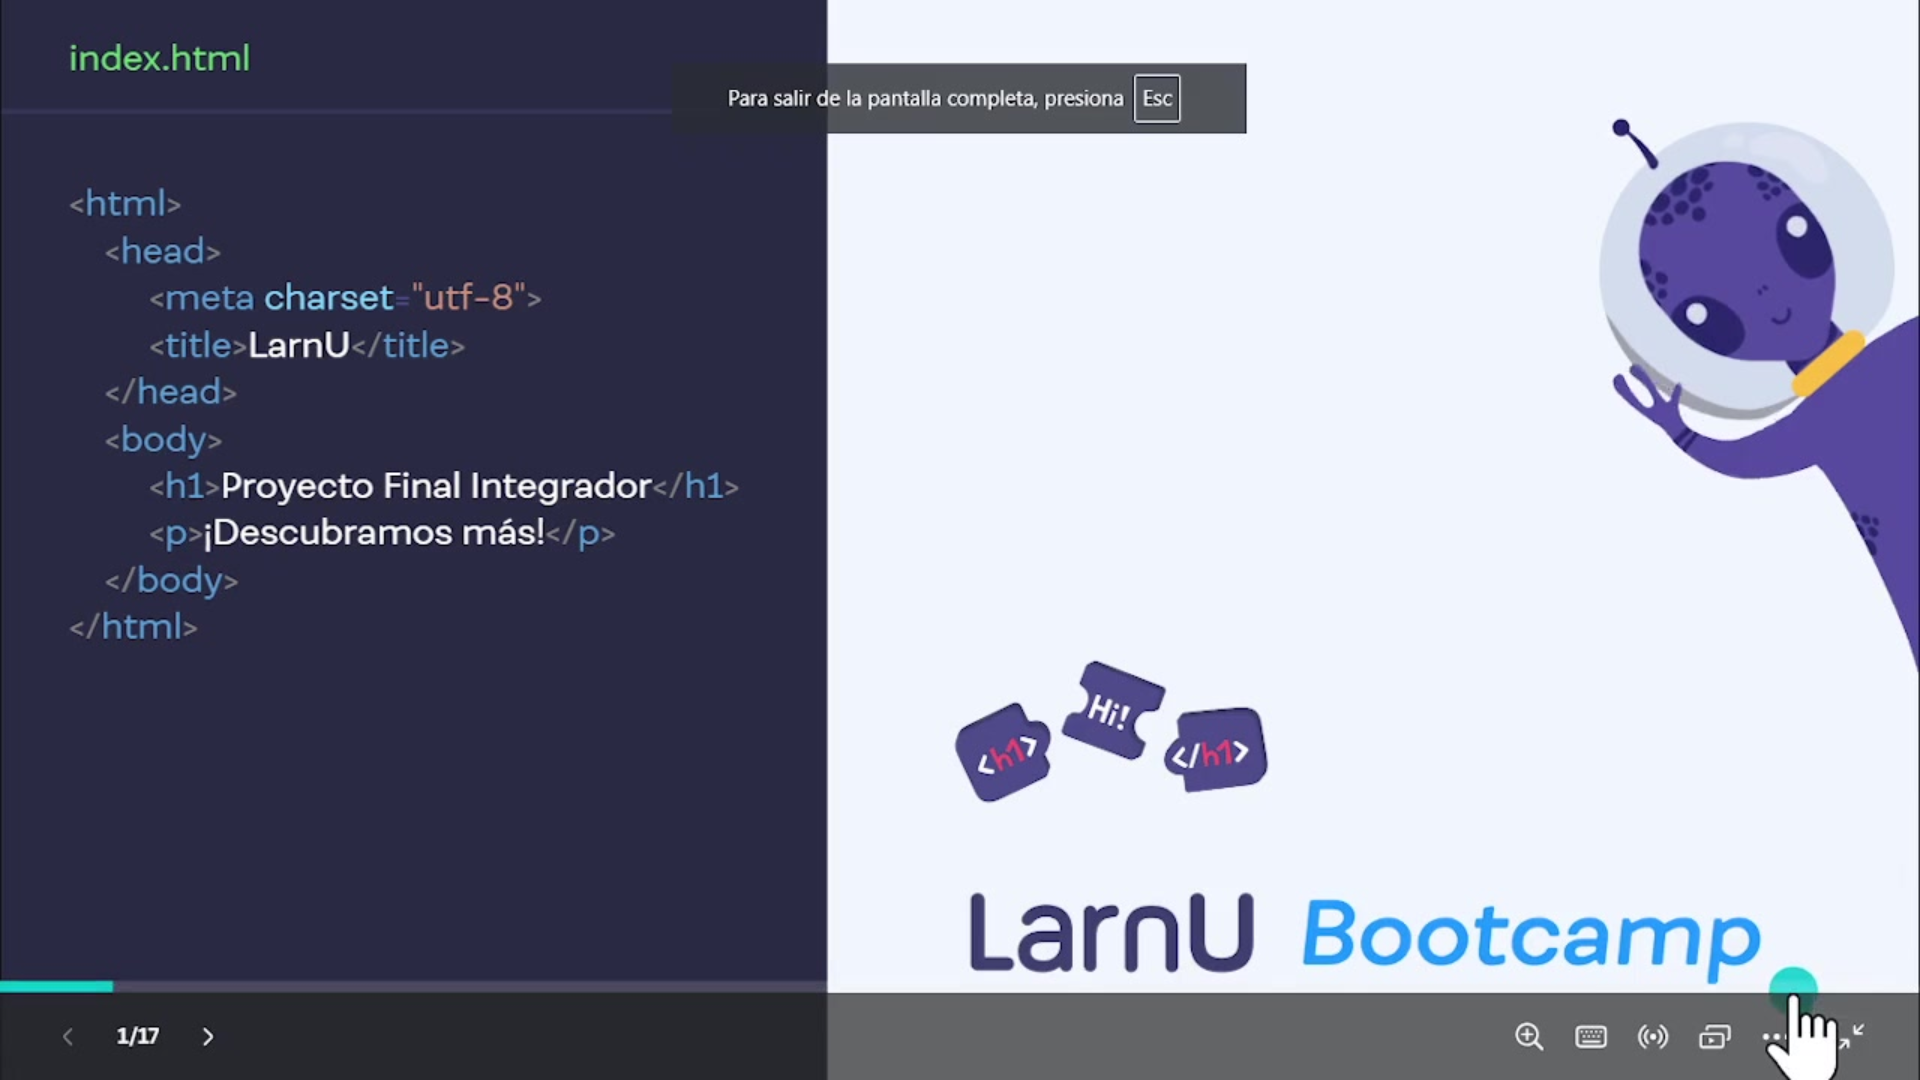 index.html
Para salir de la pantalla completa, presiona Esc
<html>
<head>
<meta charset="utf-8">
<title>LarnU</title>
</head>
<body>
<h1>Proyecto Final Integrador</h1>
<p>¡Descubramos más!</p>
</body>
</html>
<h1> Hi! </h1>
LarnU Bootcamp
1/17